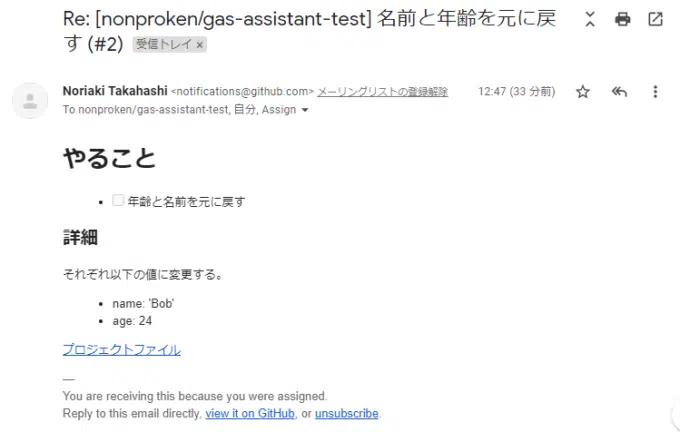 Re: [nonproken/gas-assistant-test] 名前と年齢を元に戻
す (#2) 受信トレイ ×
Noriaki Takahashi <notifications@github.com> メーリングリストの登録解除 12:47 (33 分前)
To nonproken/gas-assistant-test, 自分, Assign
やること
年齢と名前を元に戻す
詳細
それぞれ以下の値に変更する。
name: 'Bob'
age: 24
プロジェクトファイル
—
You are receiving this because you were assigned.
Reply to this email directly, view it on GitHub, or unsubscribe.